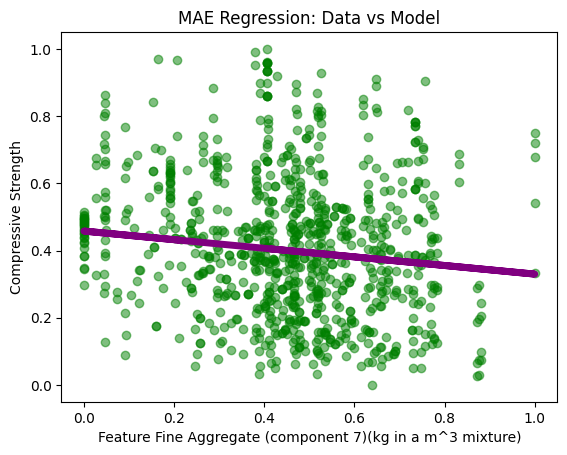 MAE Regression: Data vs Model
Compressive Strength
1.0
0.8
0.6
0.4
0.2
0.0
0.0 0.2 0.4 0.6 0.8 1.0
Feature Fine Aggregate (component 7)(kg in a m^3 mixture)